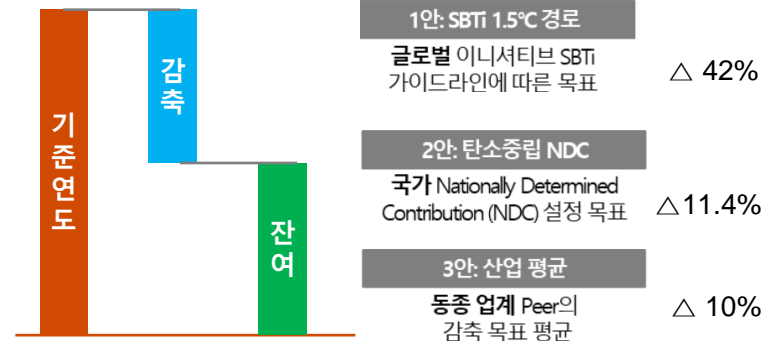 기준연도
감축
잔여
1안: SBTi 1.5℃ 경로
글로벌 이니셔티브 SBTi
가이드라인에 따른 목표
△ 42%
2안: 탄소중립 NDC
국가 Nationally Determined
Contribution (NDC) 설정 목표
△11.4%
3안: 산업 평균
동종 업계 Peer의
감축 목표 평균
△ 10%